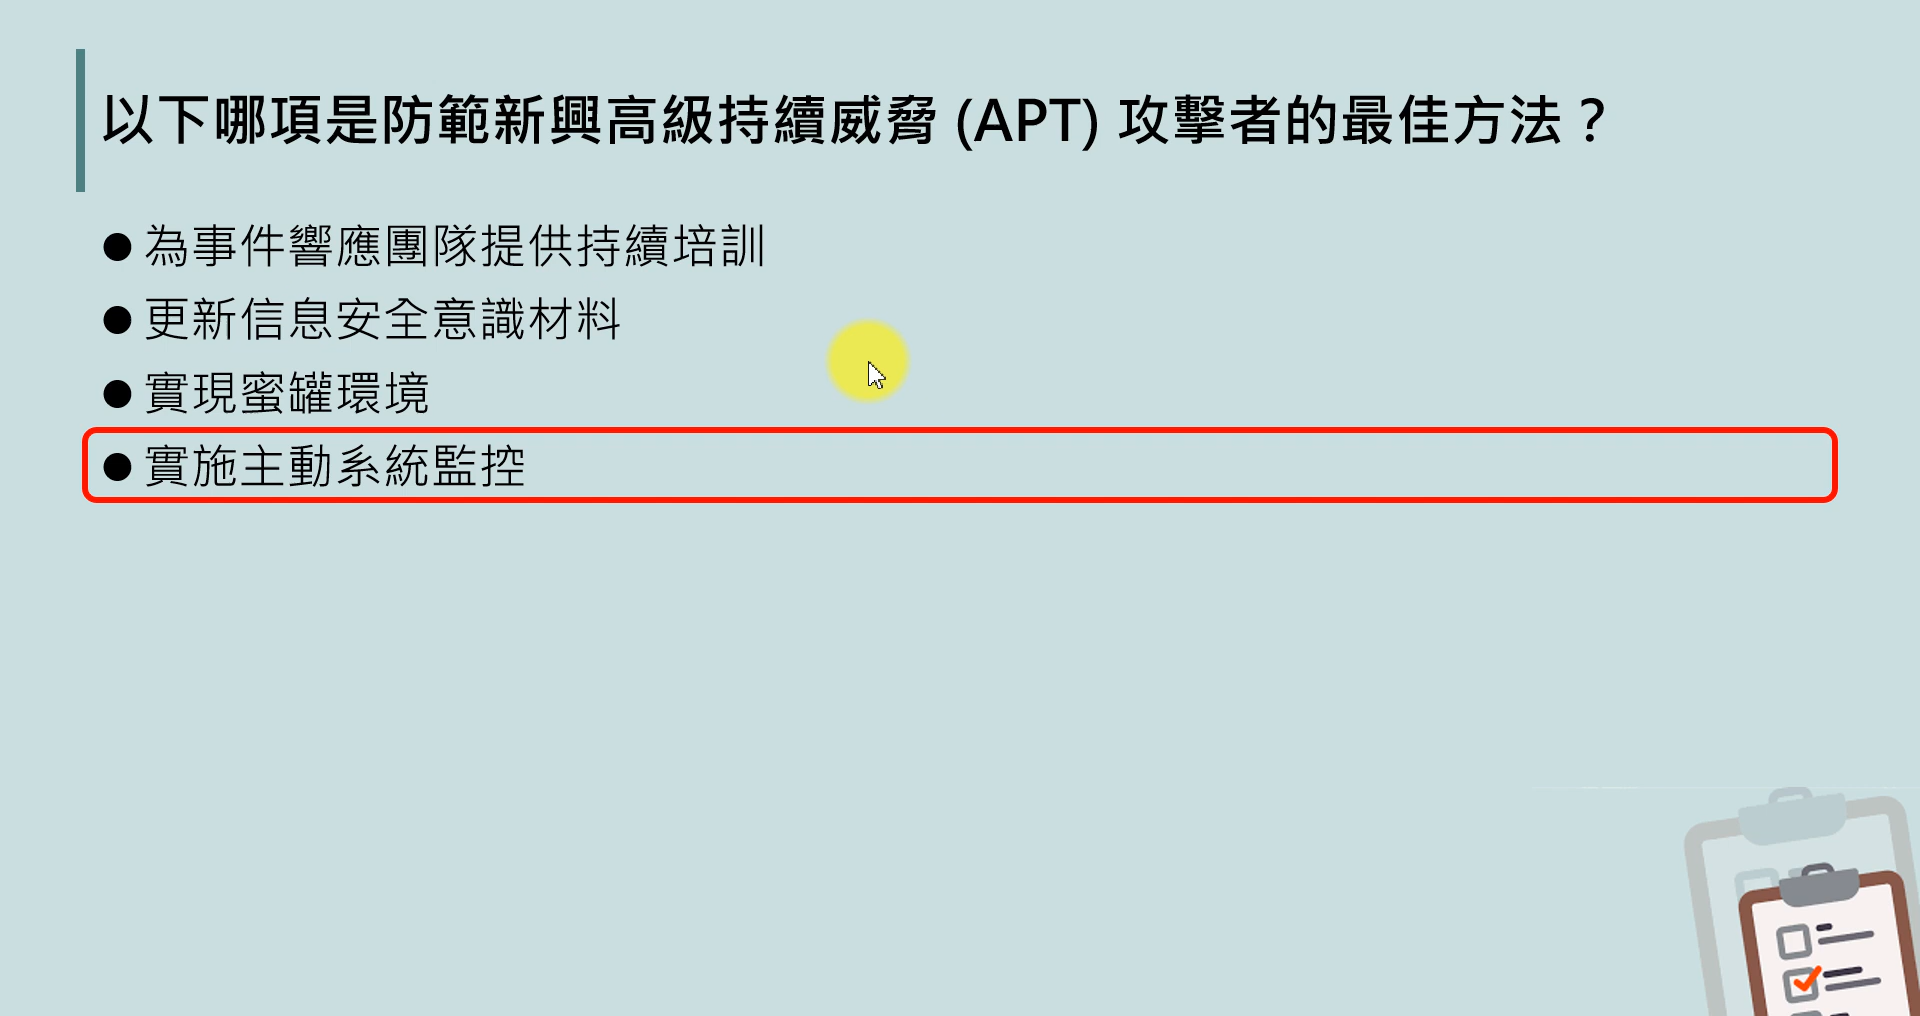 以下哪項是防範新興高級持續威脅 (APT) 攻擊者的最佳方法？
●為事件響應團隊提供持續培訓
●更新信息安全意識材料
●實現蜜罐環境
●實施主動系統監控